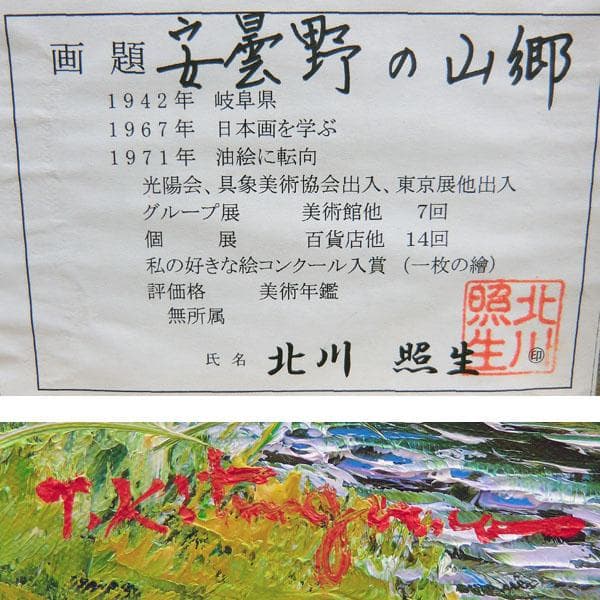 画題 安曇野の山郷
1942年 岐阜県
1967年 日本画を学ぶ
1971年 油絵に転向
光陽会、具象美術協会出入、東京展他出入
グループ展 美術館他 7回
個展 百貨店他 14回
私の好きな絵コンクール入賞 (一枚の繪)
評価格 美術年鑑
無所属
氏名 北川 照生 ㊞
北川照生
T.Kitagawa